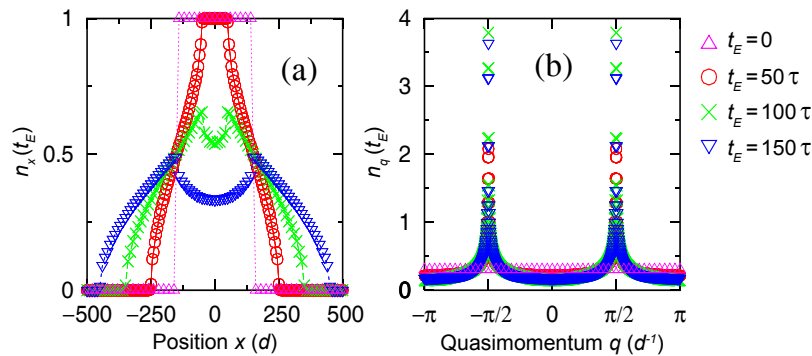 (a)
n_x(t_E)
1
0.5
0
−500 −250 0 250 500
Position x (d)
(b)
n_q(t_E)
4
3
2
1
0
0
−π −π/2 0 π/2 π
Quasimomentum q (d⁻¹)
t_E = 0
t_E = 50 τ
t_E = 100 τ
t_E = 150 τ